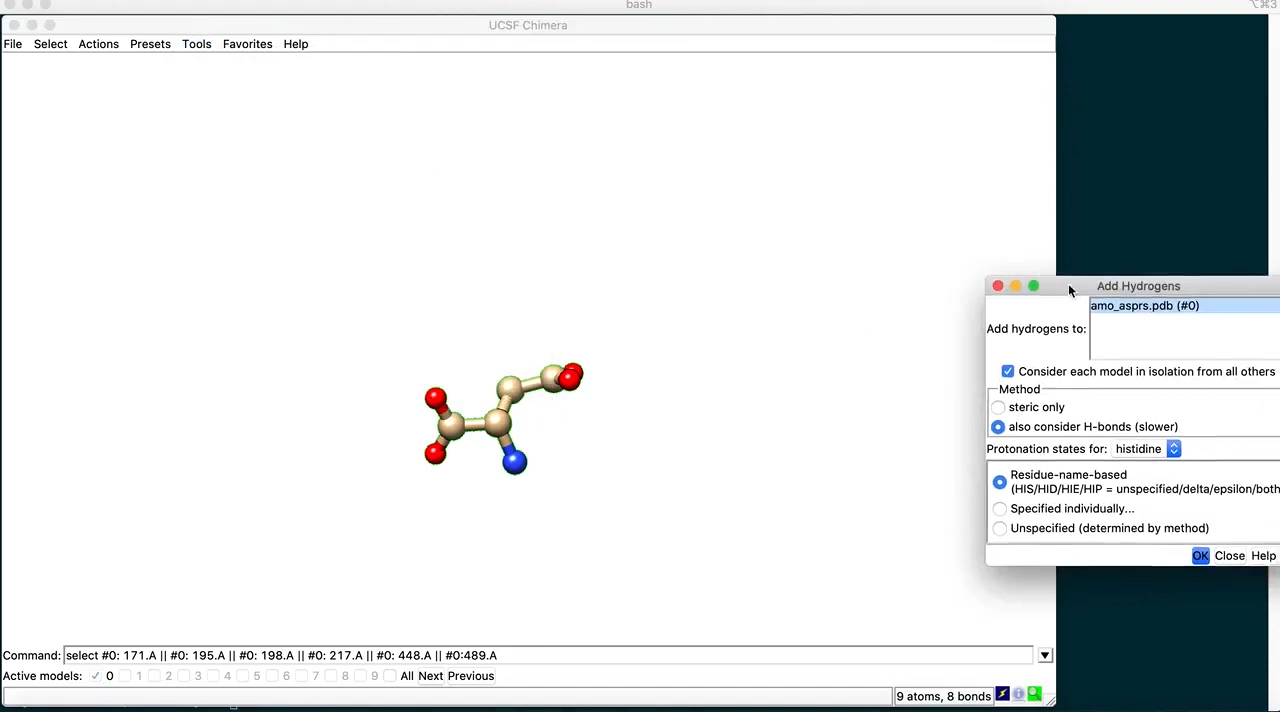 bash
⌥⌘3
UCSF Chimera
File Select Actions Presets Tools Favorites Help
Add Hydrogens
amo_asprs.pdb (#0)
Add hydrogens to:
Consider each model in isolation from all others
Method
steric only
also consider H-bonds (slower)
Protonation states for: histidine
Residue-name-based
(HIS/HID/HIE/HIP = unspecified/delta/epsilon/both
Specified individually...
Unspecified (determined by method)
OK Close Help
Command: select #0: 171.A || #0: 195.A || #0: 198.A || #0: 217.A || #0: 448.A || #0:489.A
Active models: 0 1 2 3 4 5 6 7 8 9 All Next Previous
9 atoms, 8 bonds